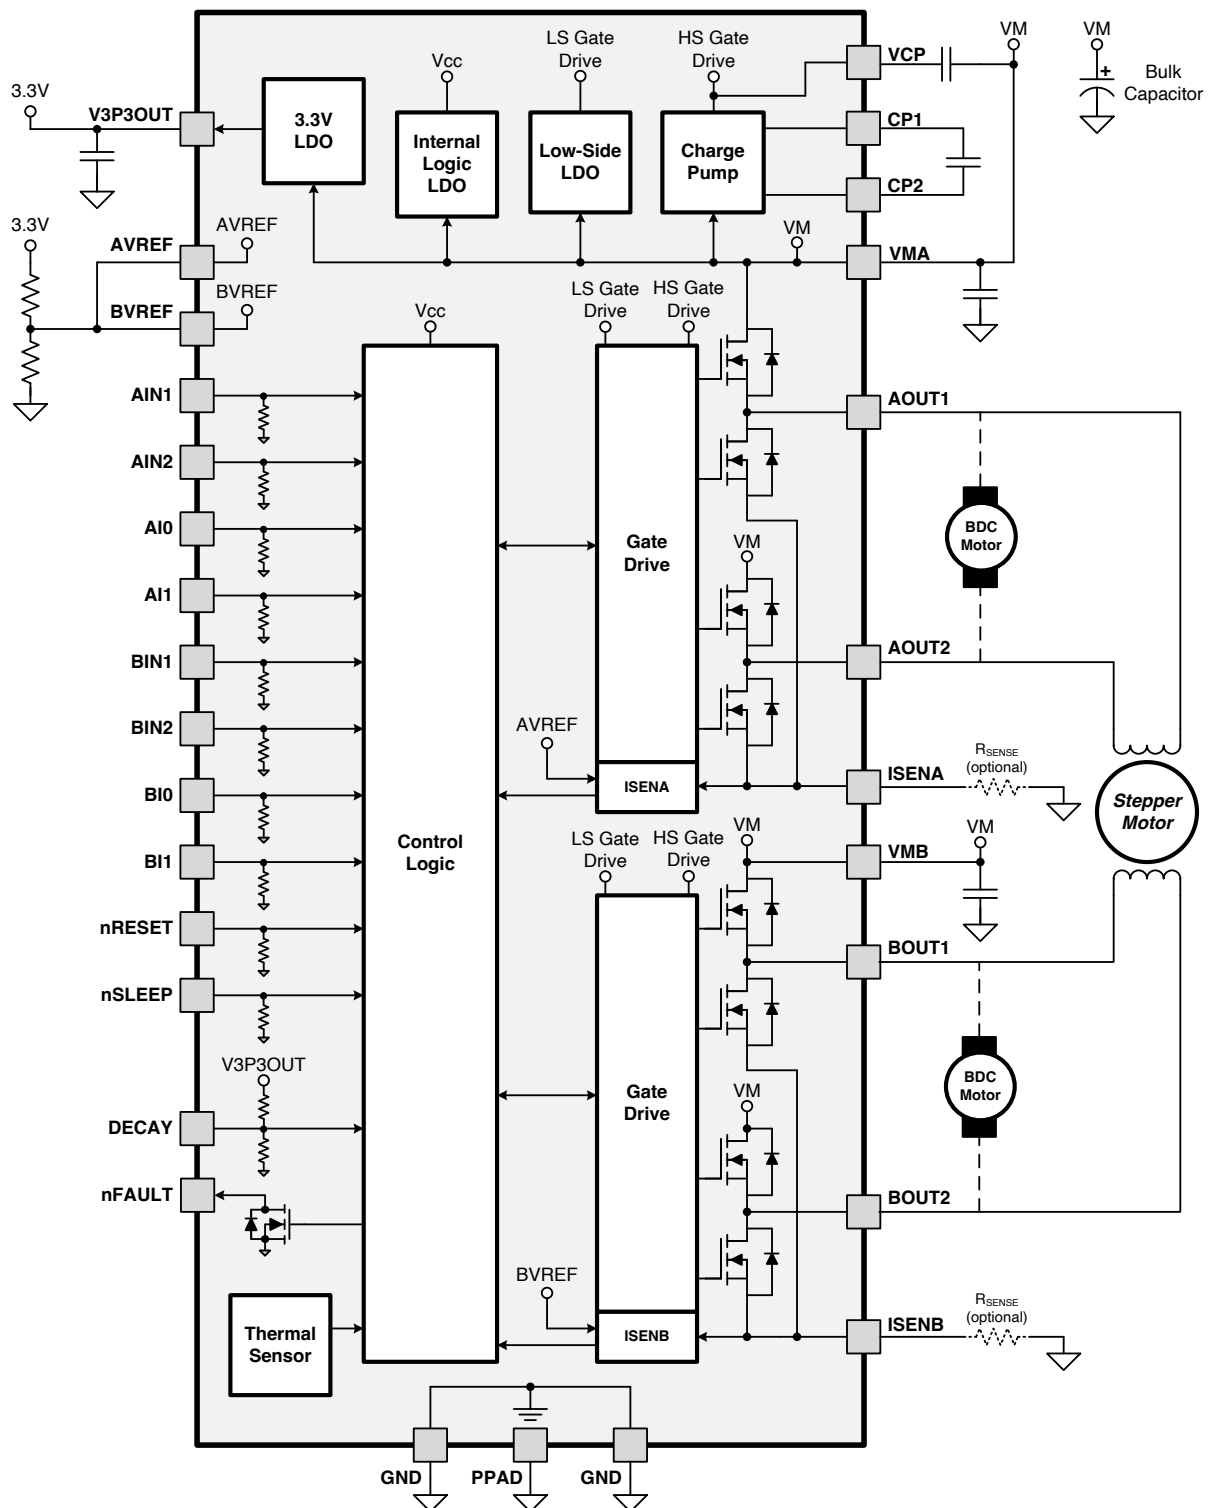 VM
VM
LS Gate
Drive
HS Gate
Drive
Vcc
VCP
Bulk
Capacitor
3.3V
V3P3OUT
3.3V
LDO
Internal
Logic
LDO
Low-Side
LDO
Charge
Pump
CP1
CP2
3.3V
AVREF
AVREF
VM
VMA
BVREF
BVREF
LS Gate
Drive
HS Gate
Drive
Vcc
AIN1
AOUT1
AIN2
AI0
BDC
Motor
Gate
Drive
VM
AI1
BIN1
AOUT2
BIN2
AVREF
RSENSE
(optional)
BI0
ISENA
ISENA
Stepper
Motor
Control
Logic
LS Gate
Drive
HS Gate
Drive
VM
VM
BI1
VMB
nRESET
BOUT1
nSLEEP
V3P3OUT
BDC
Motor
Gate
Drive
VM
DECAY
nFAULT
BOUT2
BVREF
RSENSE
(optional)
Thermal
Sensor
ISENB
ISENB
GND
PPAD
GND